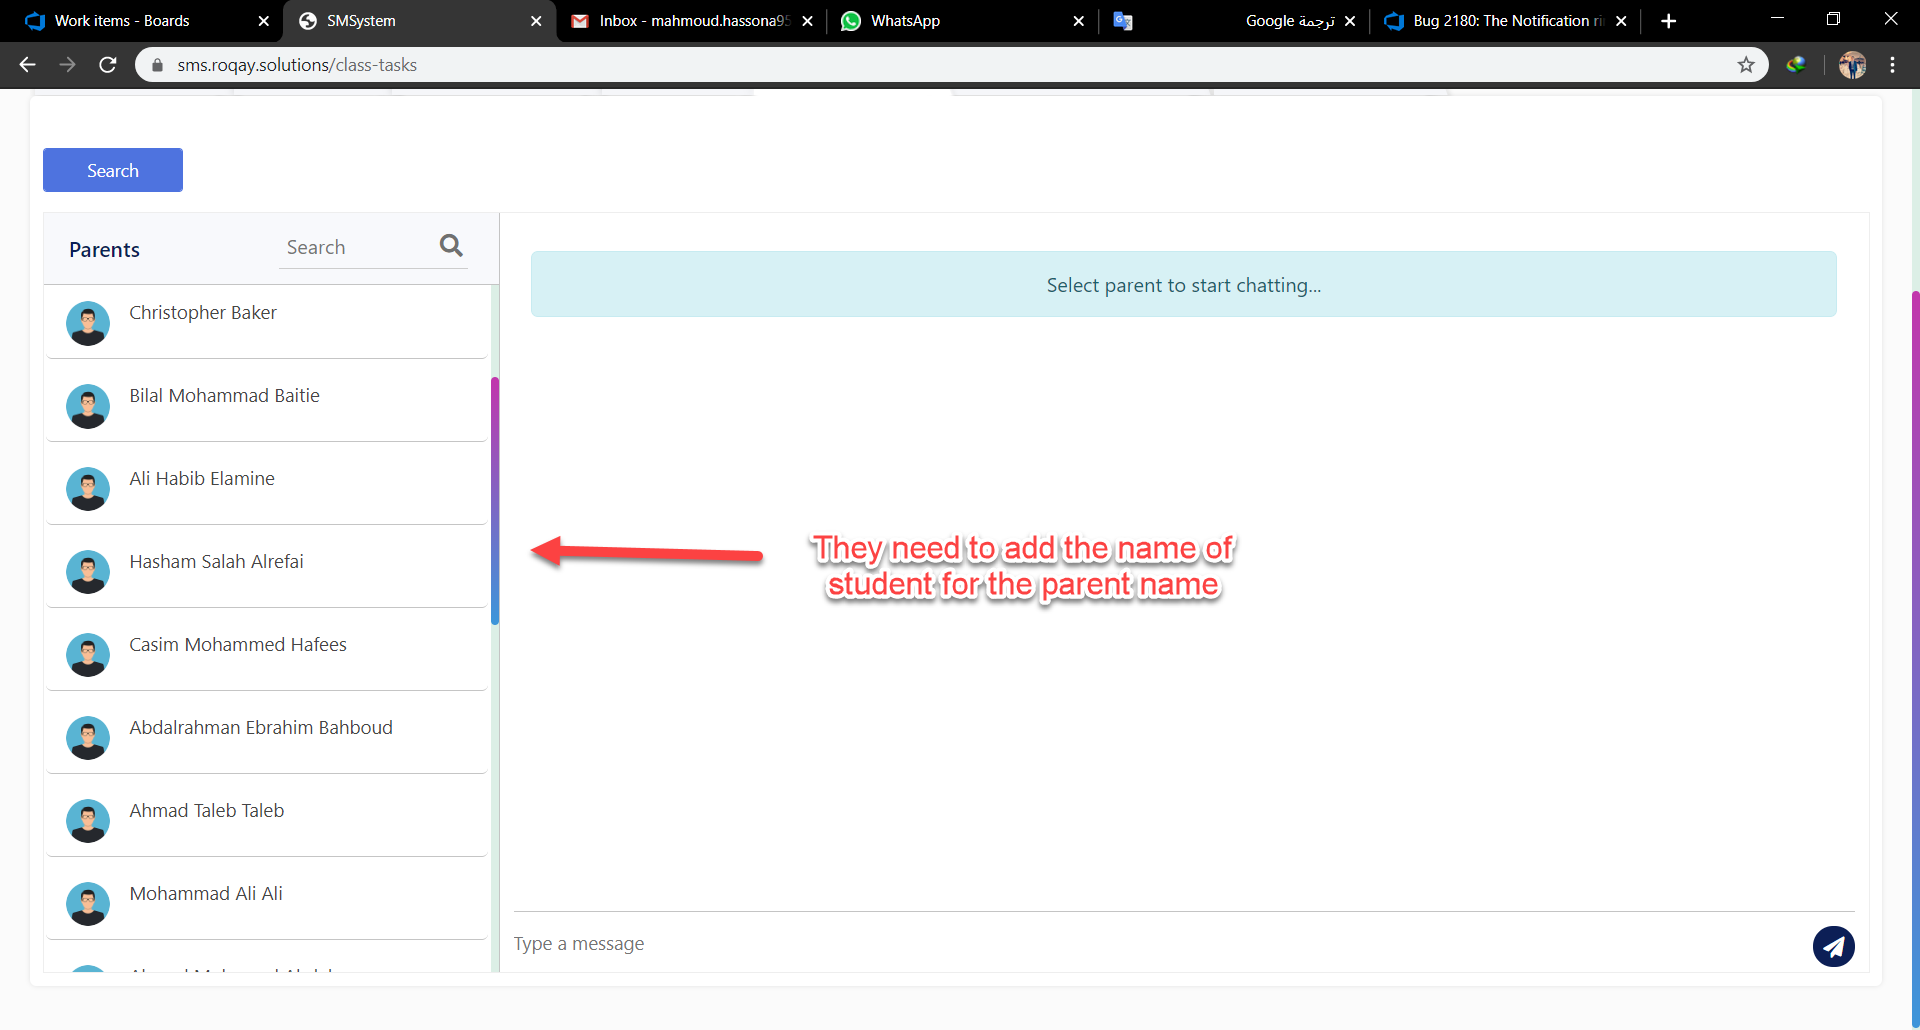 Work items - Boards
SMSystem
Inbox - mahmoud.hassona95
WhatsApp
ترجمة Google
Bug 2180: The Notification ri
sms.roqay.solutions/class-tasks
Search
Parents
Search
Select parent to start chatting...
Christopher Baker
Bilal Mohammad Baitie
Ali Habib Elamine
Hasham Salah Alrefai
They need to add the name of
student for the parent name
Casim Mohammed Hafees
Abdalrahman Ebrahim Bahboud
Ahmad Taleb Taleb
Mohammad Ali Ali
Type a message